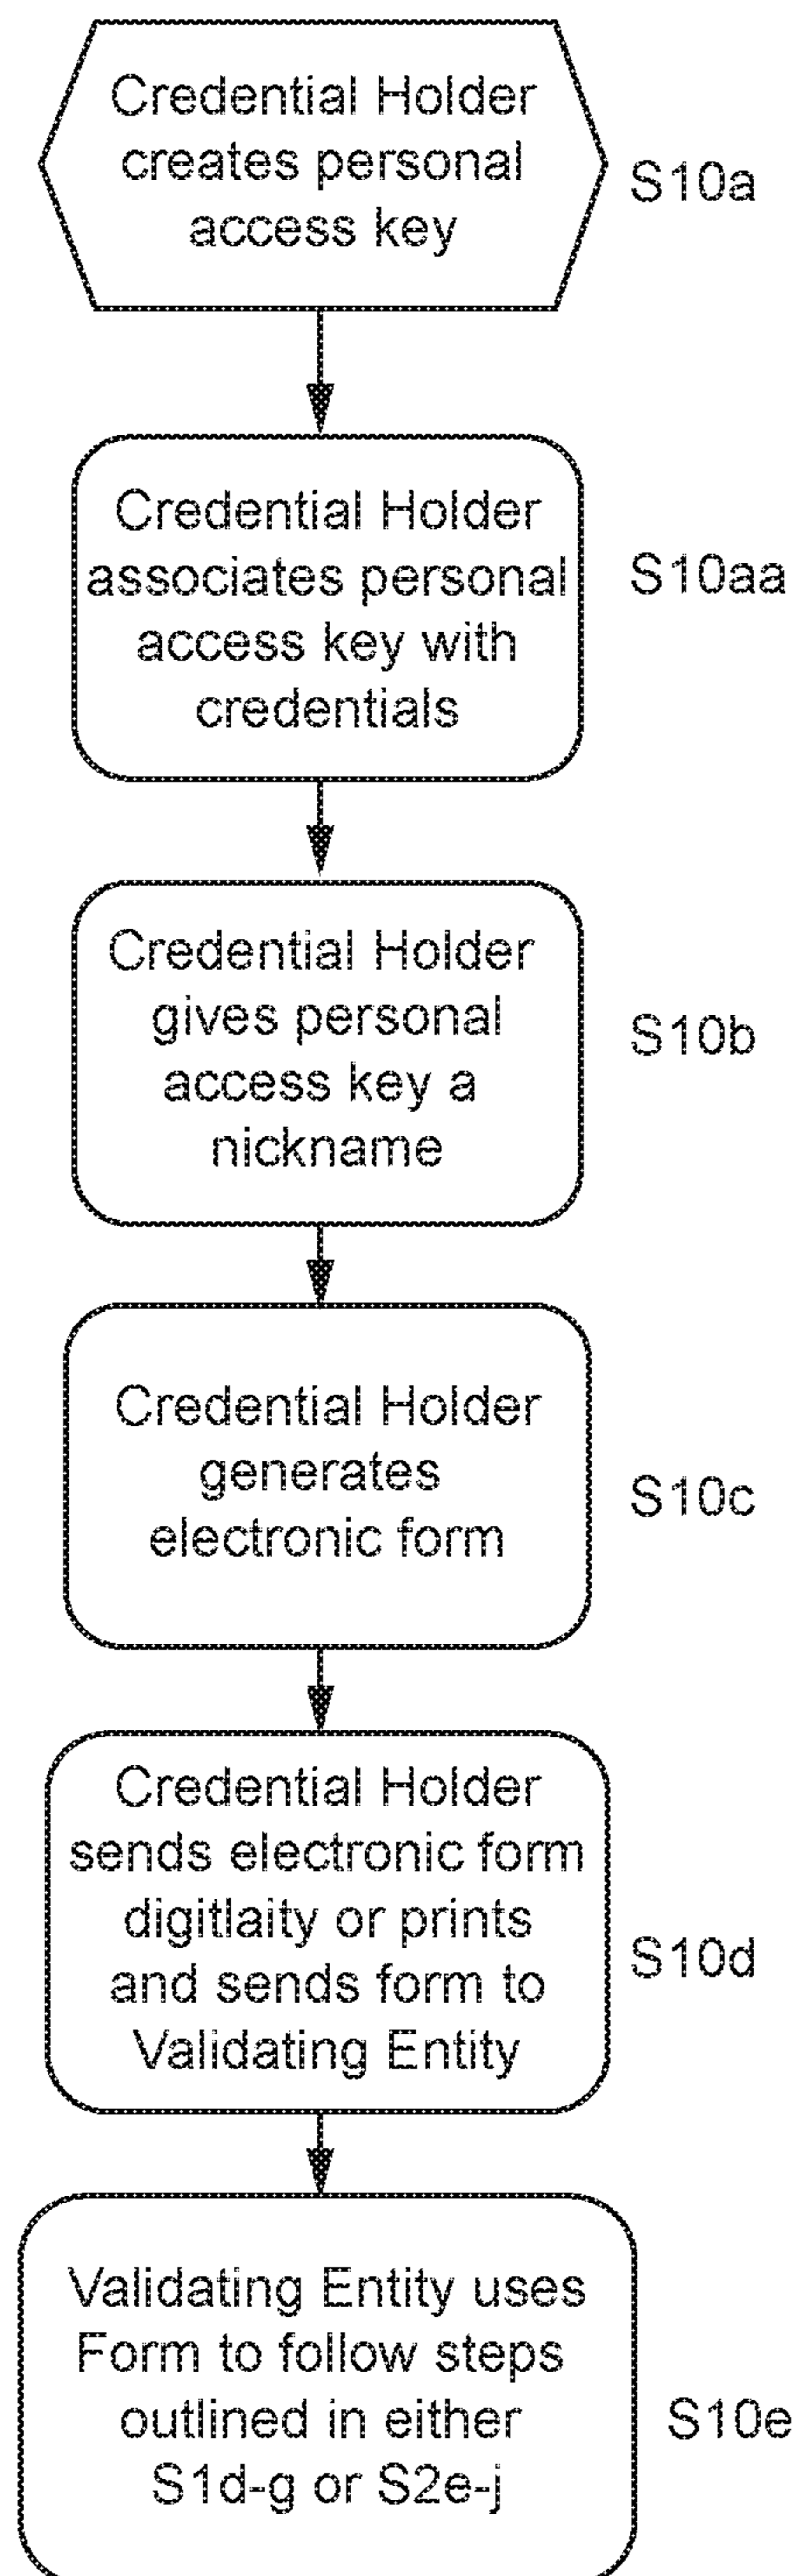 Credential Holder
creates personal
access key
S10a
Credential Holder
associates personal
access key with
credentials
S10aa
Credential Holder
gives personal
access key a
nickname
S10b
Credential Holder
generates
electronic form
S10c
Credential Holder
sends electronic form
digitlaity or prints
and sends form to
Validating Entity
S10d
Validating Entity uses
Form to follow steps
outlined in either
S1d-g or S2e-j
S10e